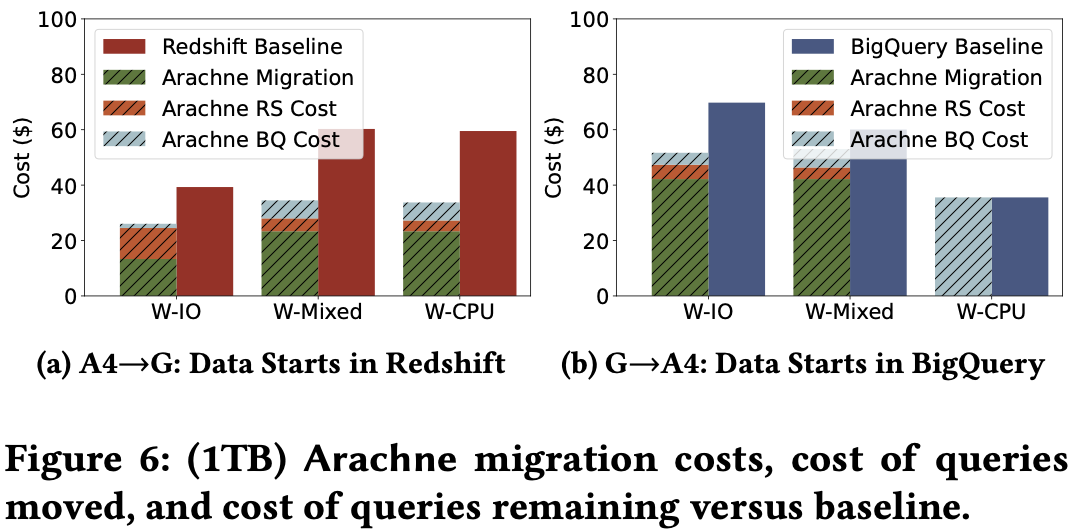 100
80
60
40
20
0
Cost ($)
Redshift Baseline
Arachne Migration
Arachne RS Cost
Arachne BQ Cost
W-IO
W-Mixed
W-CPU
(a) A4→G: Data Starts in Redshift
100
80
60
40
20
0
Cost ($)
BigQuery Baseline
Arachne Migration
Arachne RS Cost
Arachne BQ Cost
W-IO
W-Mixed
W-CPU
(b) G→A4: Data Starts in BigQuery
Figure 6: (1TB) Arachne migration costs, cost of queries
moved, and cost of queries remaining versus baseline.